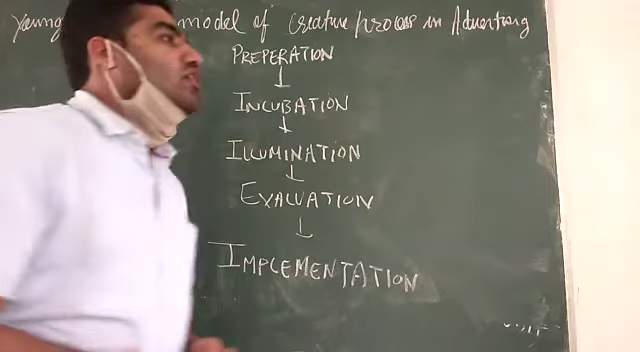 young model of creative process in Advertising
PREPERATION
INCUBATION
ILLUMINATION
EVALUATION
IMPLEMENTATION